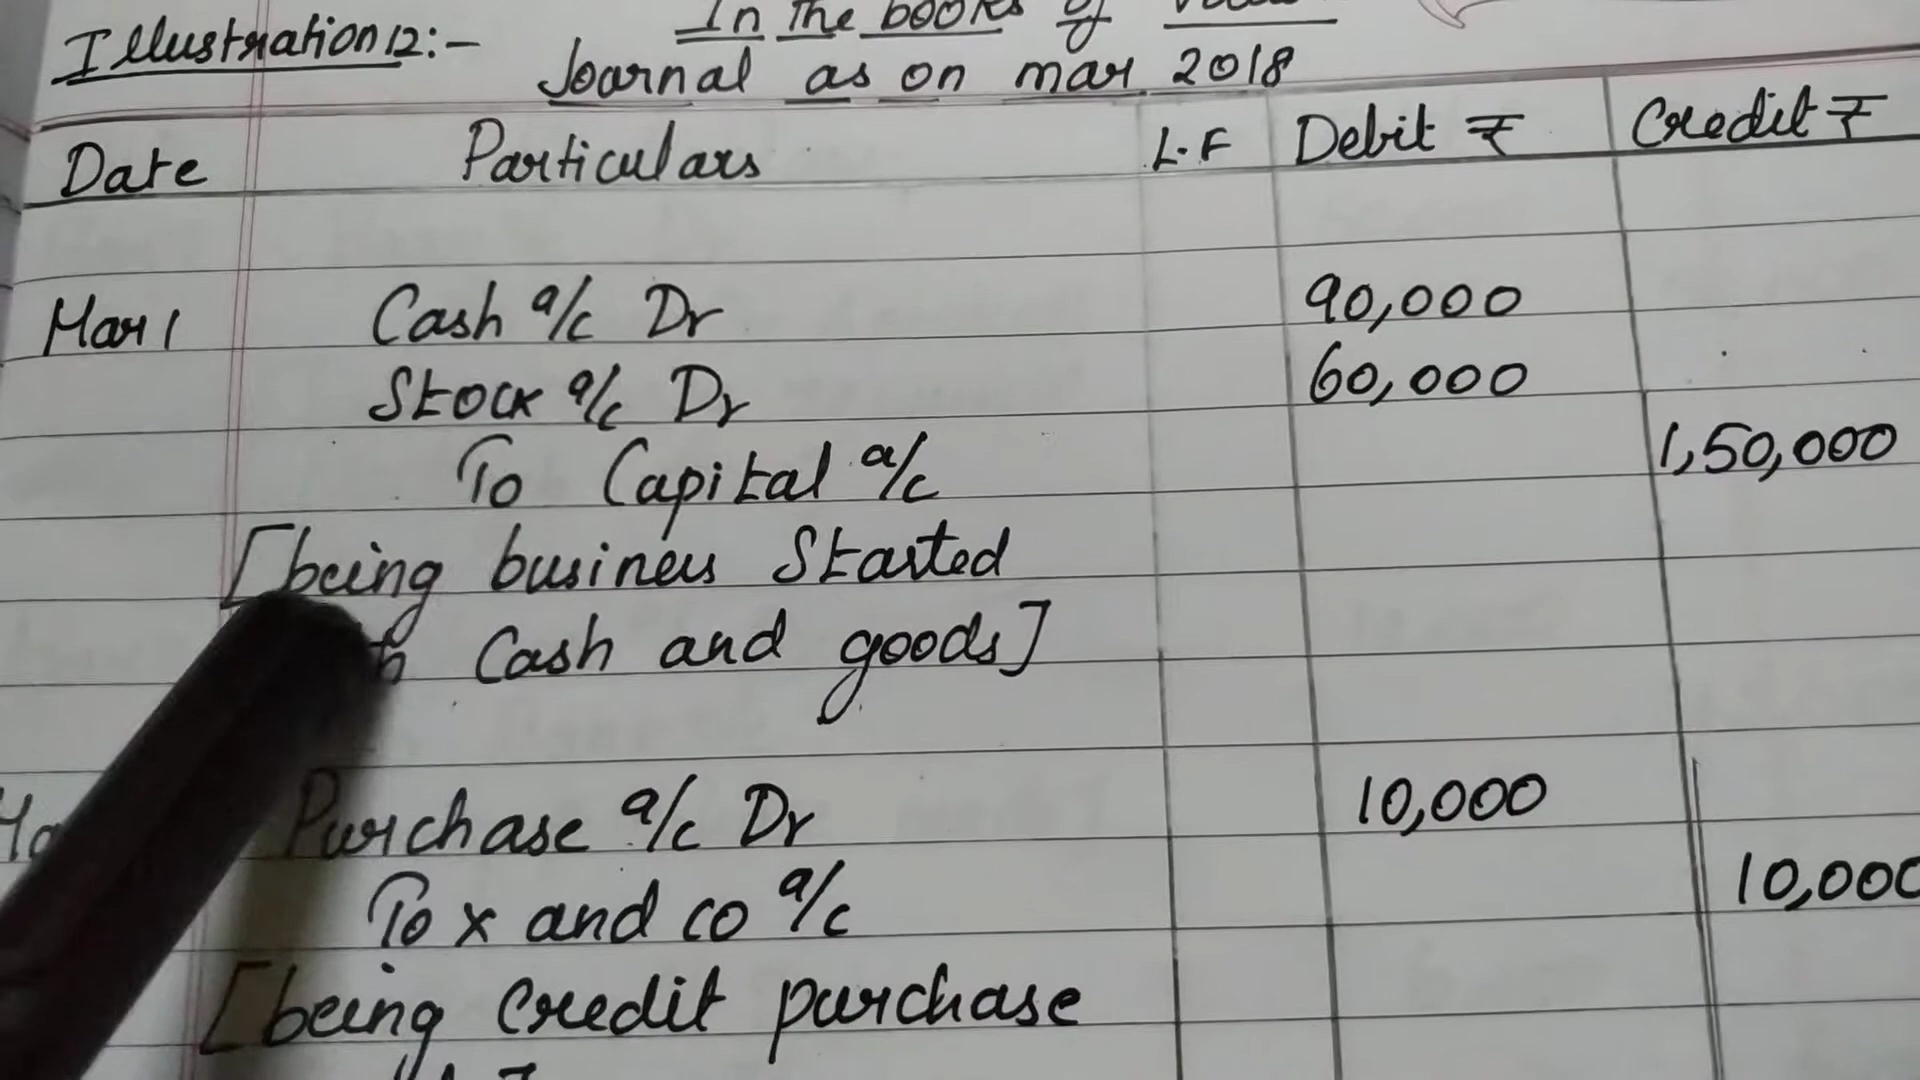 Illustration 12:-
In the books of
Journal as on mar 2018
Date Particulars L.F Debit ₹ Credit ₹
Mar 1 Cash a/c Dr 90,000
Stock a/c Dr 60,000
To Capital a/c 1,50,000
[being business Started
Cash and goods]
Purchase a/c Dr 10,000
To x and co a/c 10,000
[being credit purchase